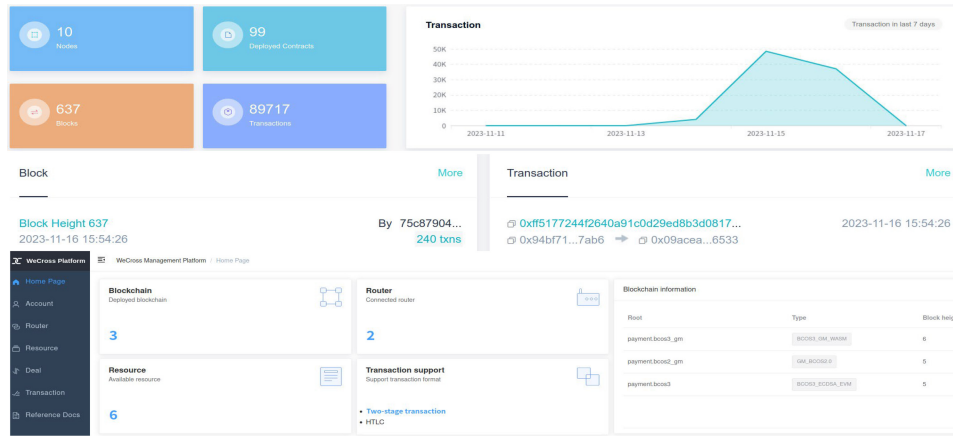 10
Nodes
99
Deployed Contracts
637
Blocks
89717
Transactions
Transaction
Transaction in last 7 days
50K
40K
30K
20K
10K
0
2023-11-11
2023-11-13
2023-11-15
2023-11-17
Block
More
Block Height 637
By 75c87904...
2023-11-16 15:54:26
240 txns
Transaction
More
0xff5177244f2640a91c0d29ed8b3d0817...
2023-11-16 15:54:26
0x94bf71...7ab6
0x09acea...6533
WeCross Platform
WeCross Management Platform / Home Page
Home Page
Account
Router
Resource
Deal
Transaction
Reference Docs
Blockchain
Deployed blockchain
3
Router
Connected router
2
Resource
Available resource
6
Transaction support
Support transaction format
• Two-stage transaction
• HTLC
Blockchain information
Root Type Block heig
payment.bcos3_gm BCOS3_GM_WASM 6
payment.bcos2_gm GM_BCOS2.0 5
payment.bcos3 BCOS3_ECDSA_EVM 5